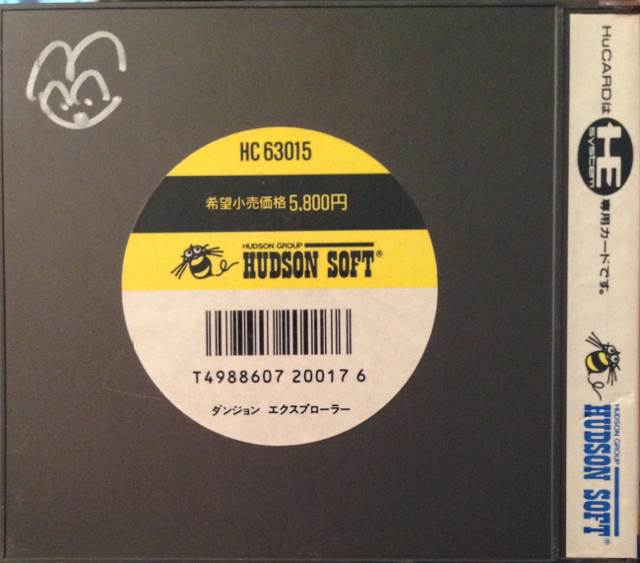 HC 63015
希望小売価格 5,800円
HUDSON GROUP
HUDSON SOFT®
T4988607 20017 6
ダンジョン エクスプローラー
HuCARDは HE SYSTEM 専用カードです。
HUDSON GROUP
HUDSON SOFT®